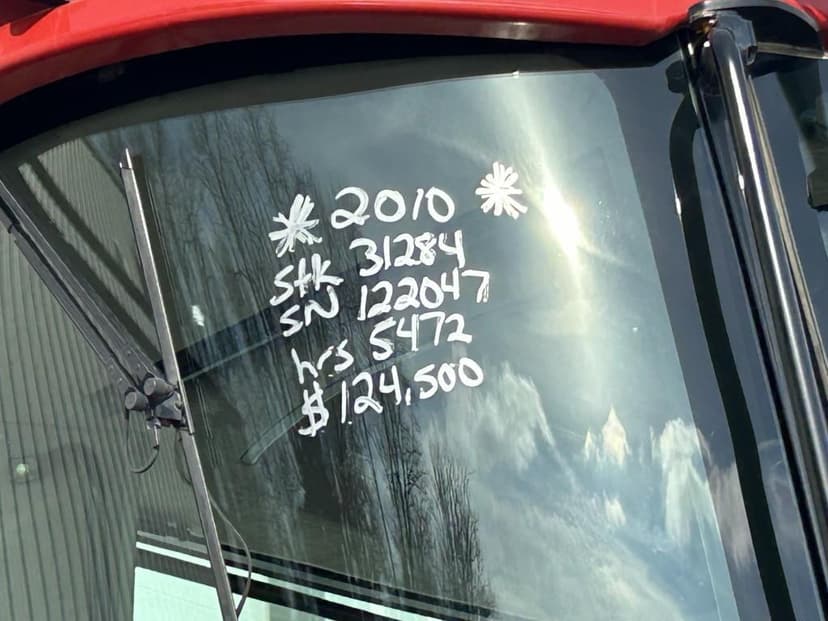 * 2010 *
Stk 31284
SN 122047
hrs 5472
$124,500